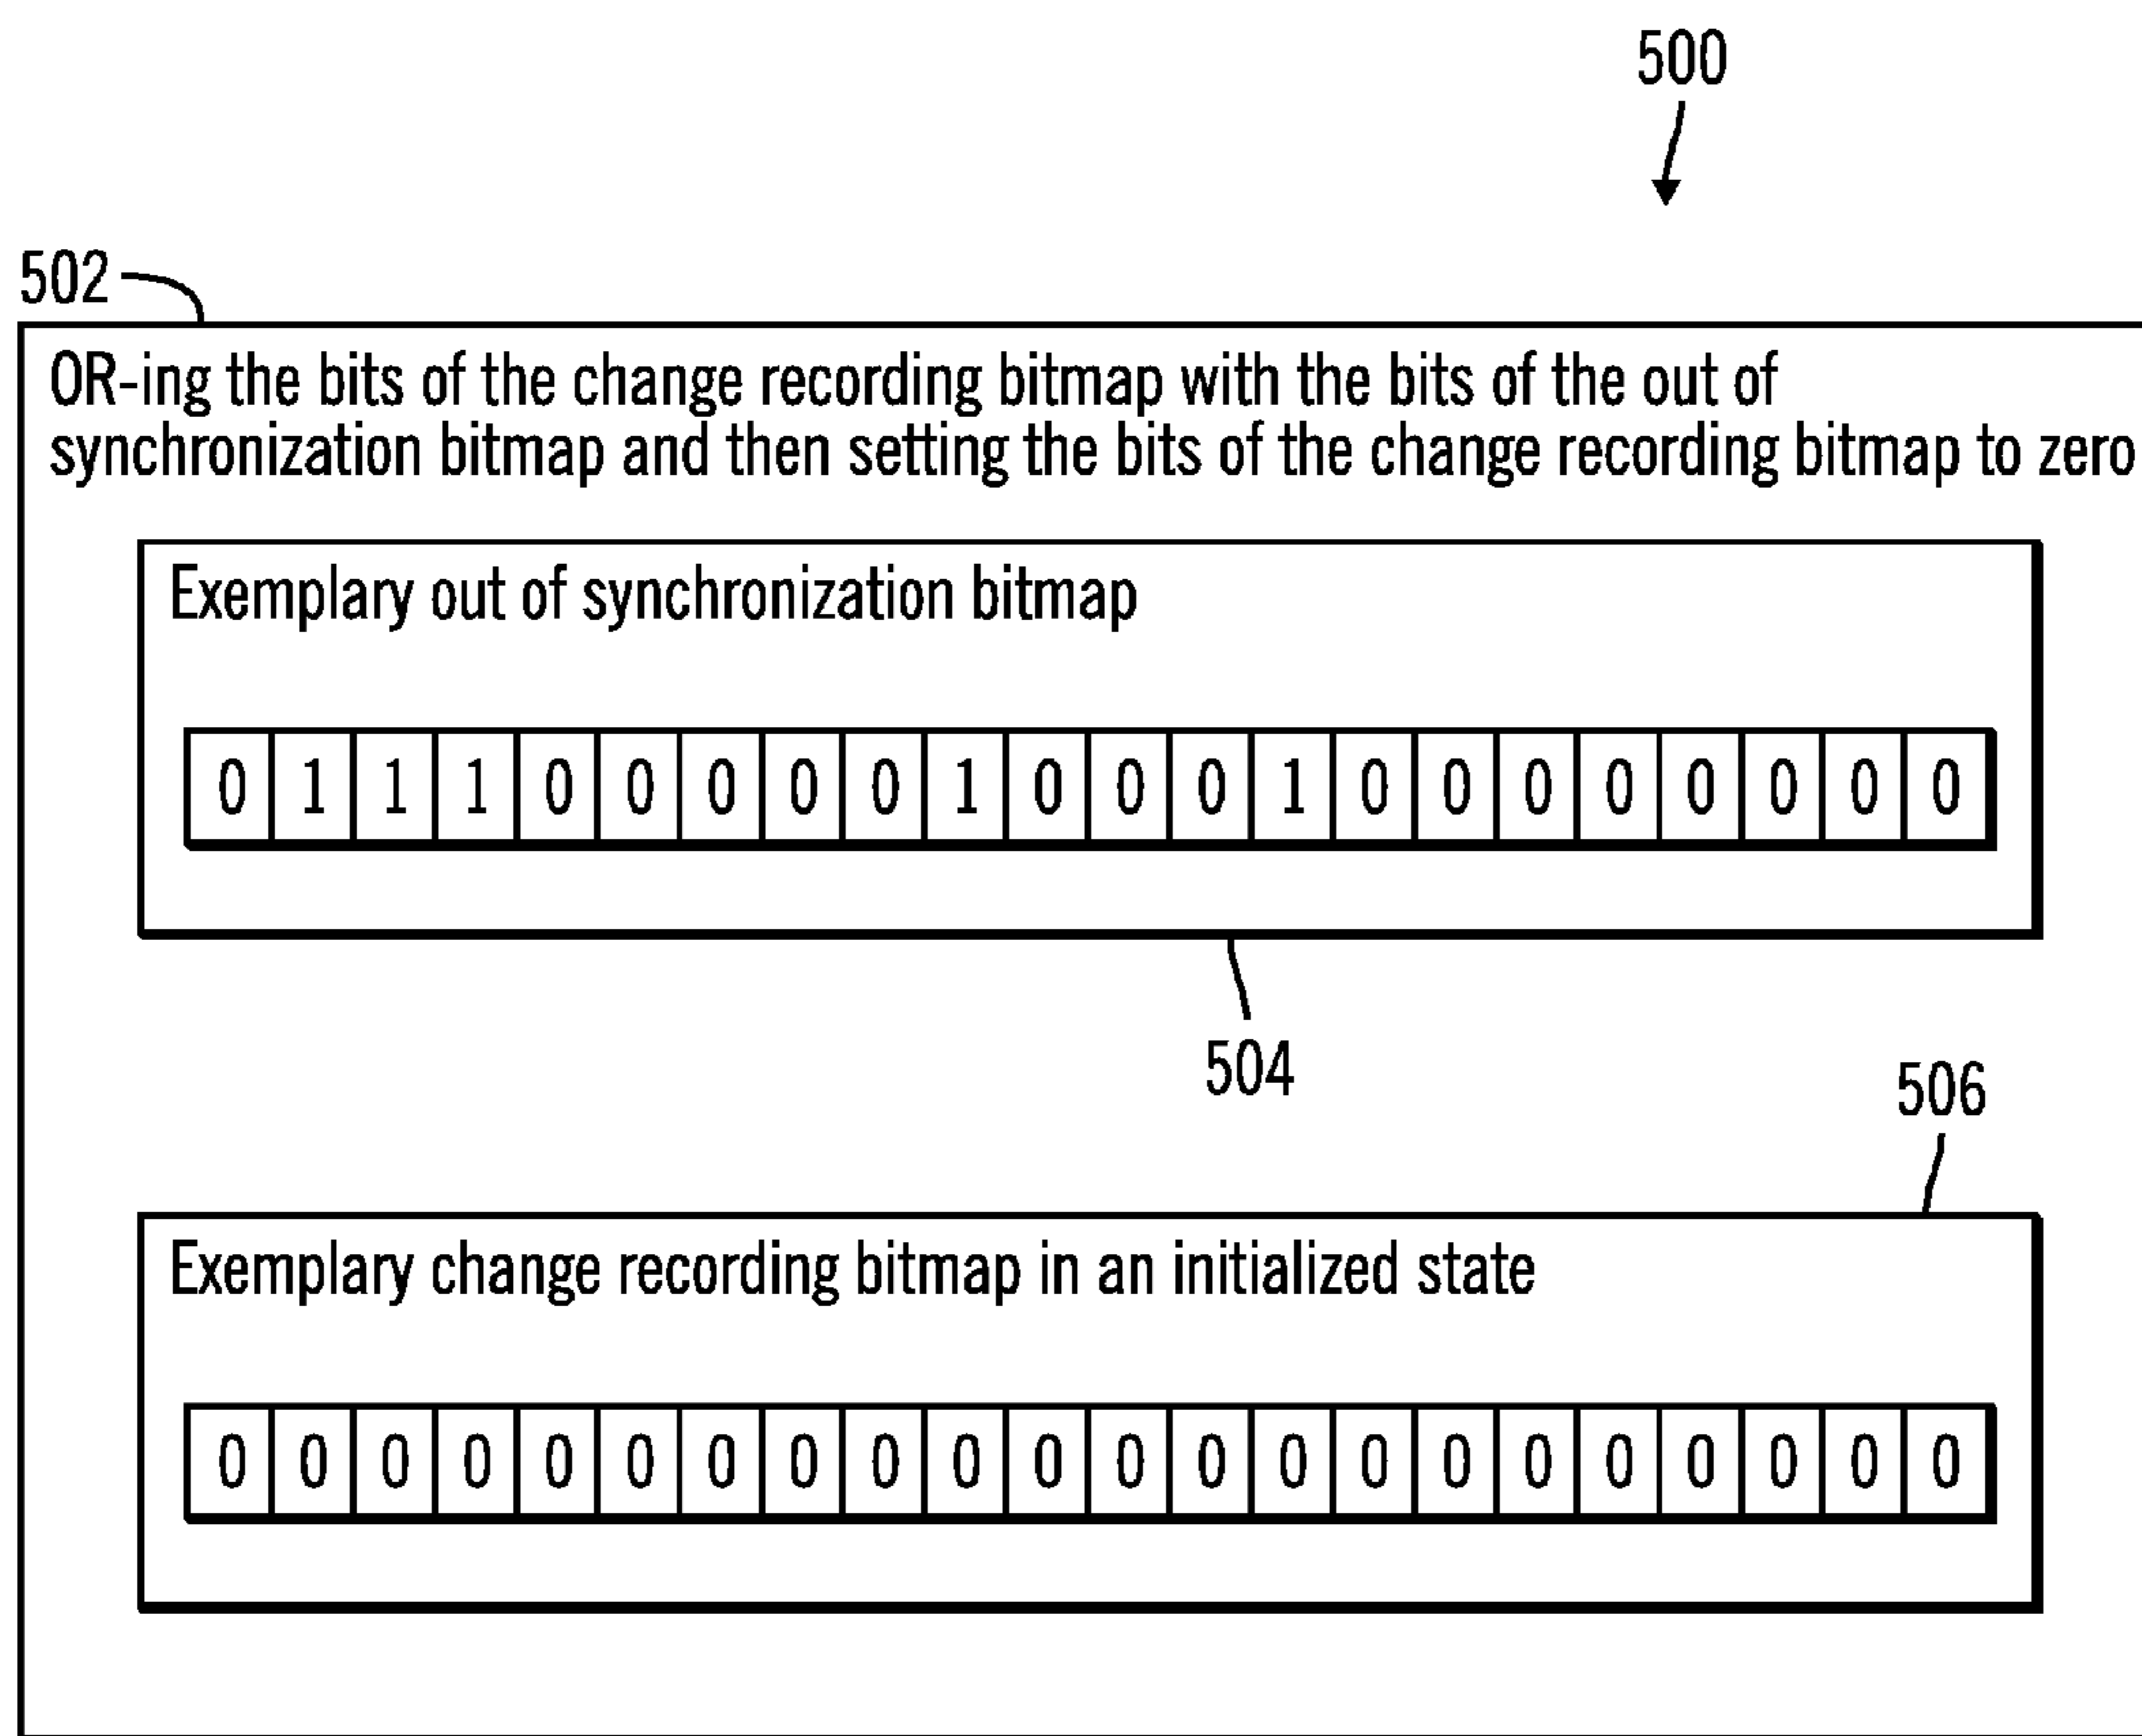 500
502
OR-ing the bits of the change recording bitmap with the bits of the out of
synchronization bitmap and then setting the bits of the change recording bitmap to zero
Exemplary out of synchronization bitmap
0 1 1 1 0 0 0 0 0 1 0 0 0 1 0 0 0 0 0 0 0 0
504
506
Exemplary change recording bitmap in an initialized state
0 0 0 0 0 0 0 0 0 0 0 0 0 0 0 0 0 0 0 0 0 0